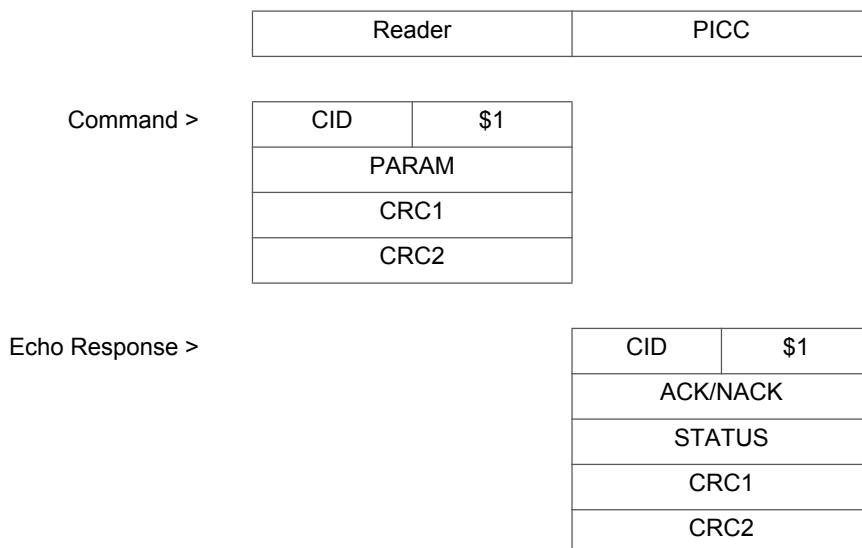 Reader PICC
Command > CID $1
PARAM
CRC1
CRC2
Echo Response > CID $1
ACK/NACK
STATUS
CRC1
CRC2